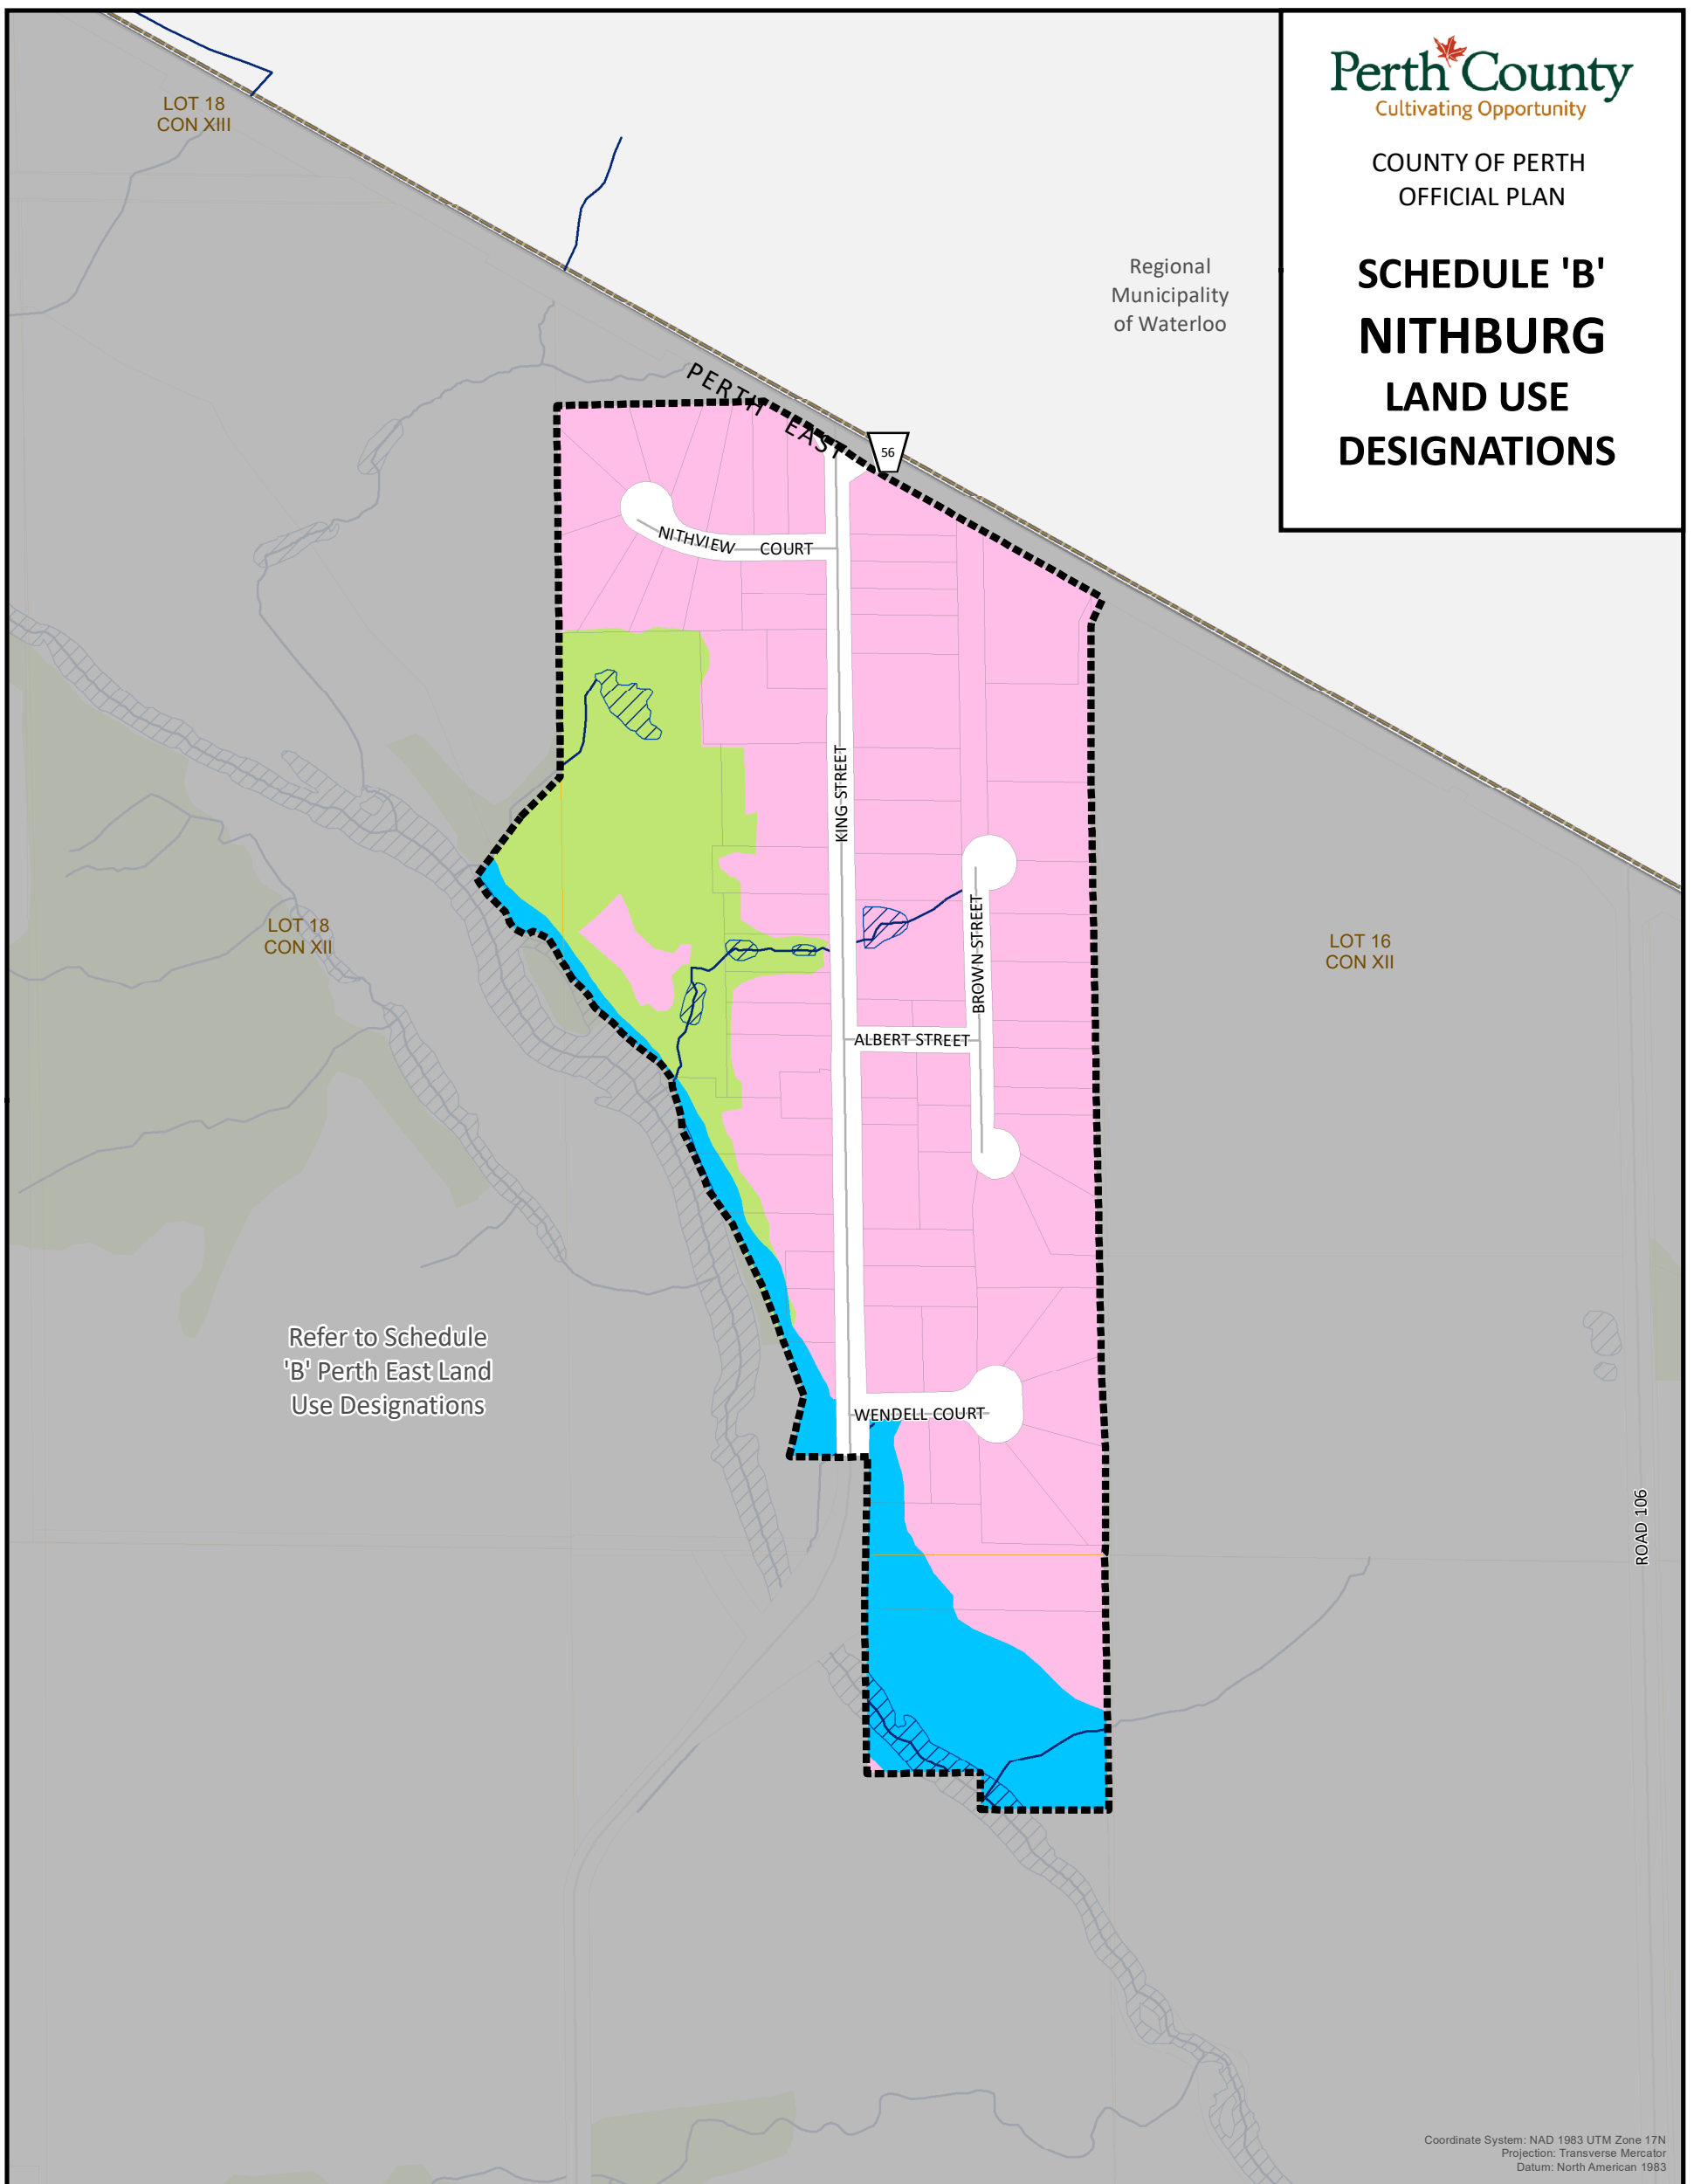 Perth County
Cultivating Opportunity
COUNTY OF PERTH
OFFICIAL PLAN
SCHEDULE 'B'
NITHBURG
LAND USE
DESIGNATIONS
LOT 18
CON XIII
Regional
Municipality
of Waterloo
PERTH EAST
56
NITHVIEW COURT
KING STREET
BROWN STREET
ALBERT STREET
WENDELL COURT
LOT 18
CON XII
LOT 16
CON XII
Refer to Schedule
'B' Perth East Land
Use Designations
ROAD 106
Coordinate System: NAD 1983 UTM Zone 17N
Projection: Transverse Mercator
Datum: North American 1983